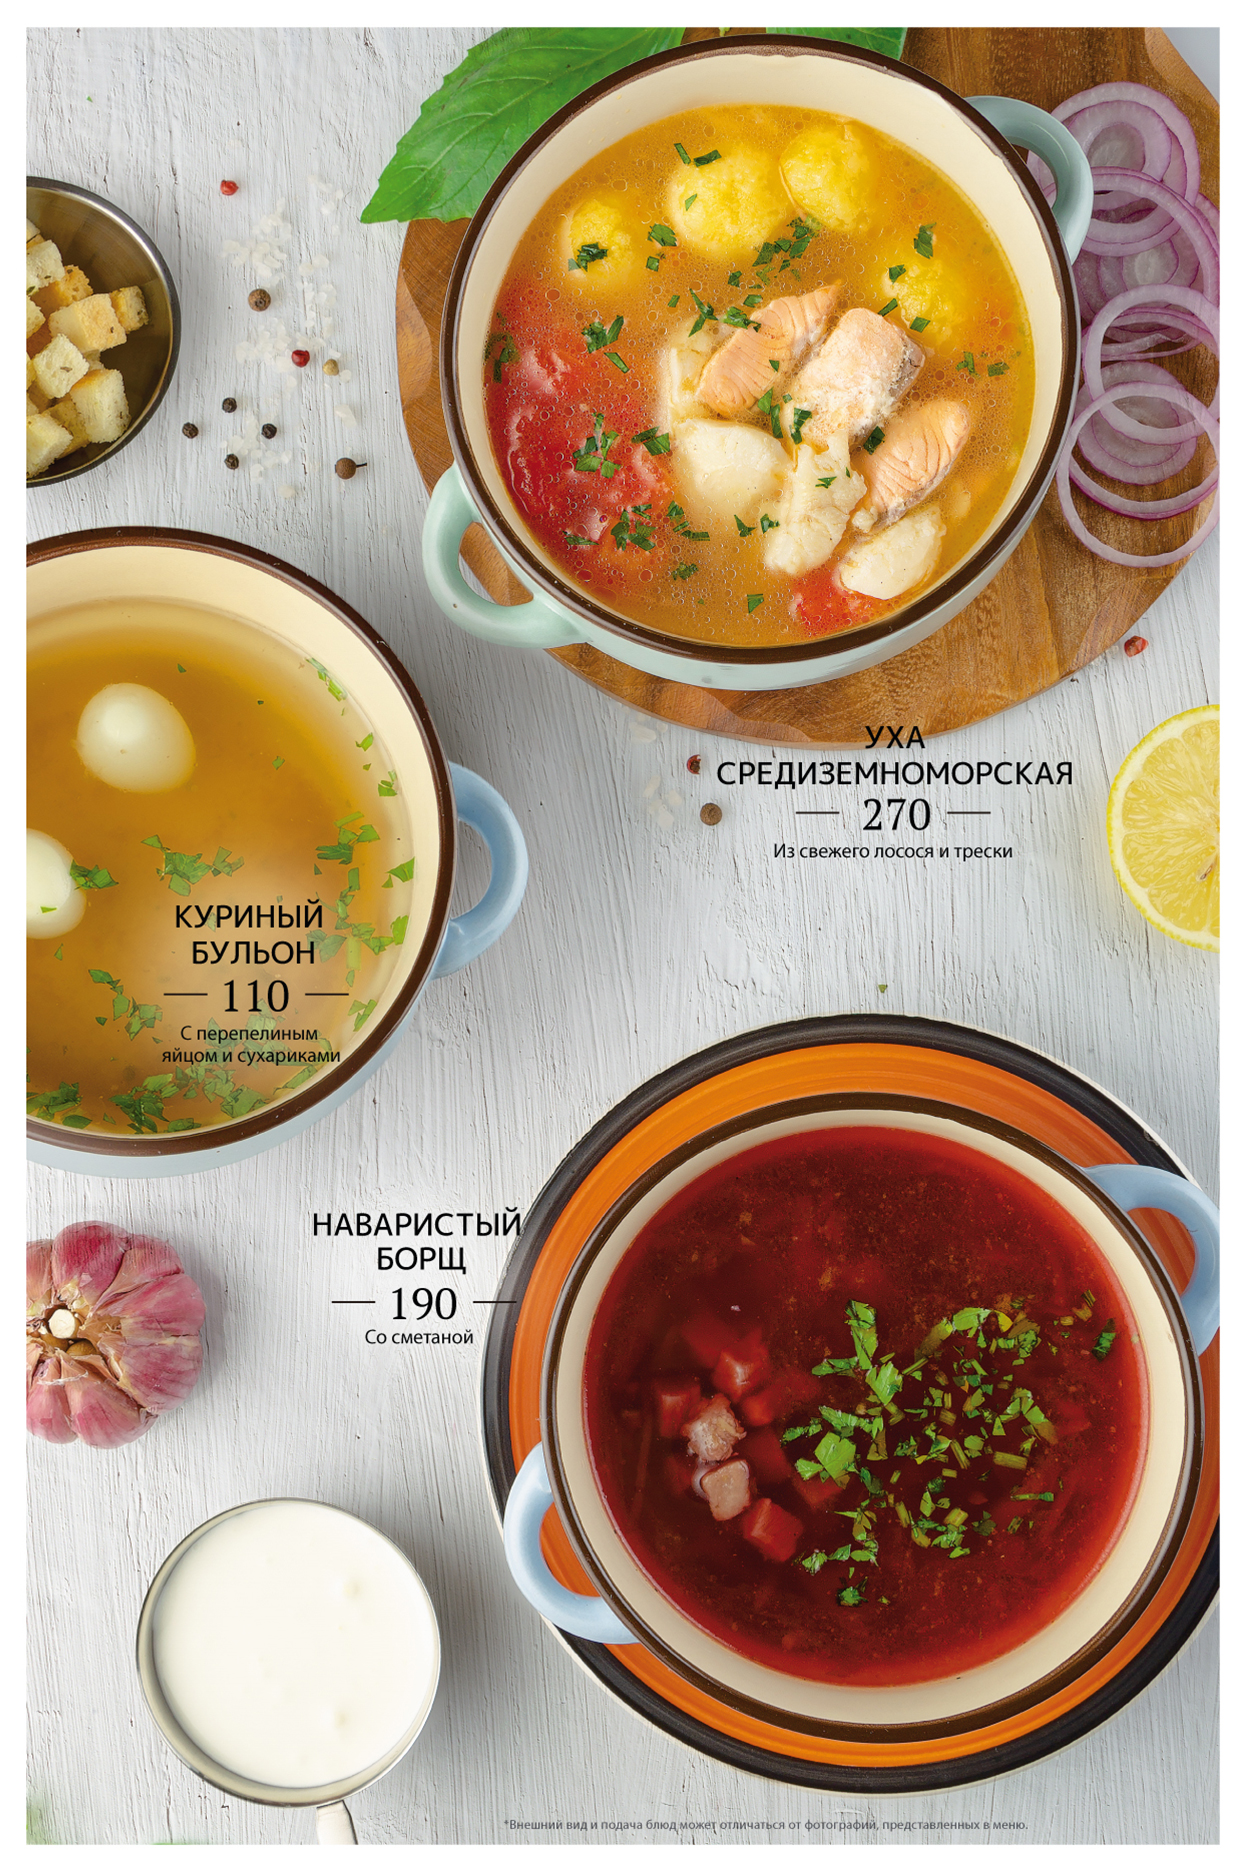 УХА
СРЕДИЗЕМНОМОРСКАЯ
270
Из свежего лосося и трески
КУРИНЫЙ
БУЛЬОН
110
С перепелиным
яйцом и сухариками
НАВАРИСТЫЙ
БОРЩ
190
Со сметаной
*Внешний вид и подача блюд может отличаться от фотографий, представленных в меню.